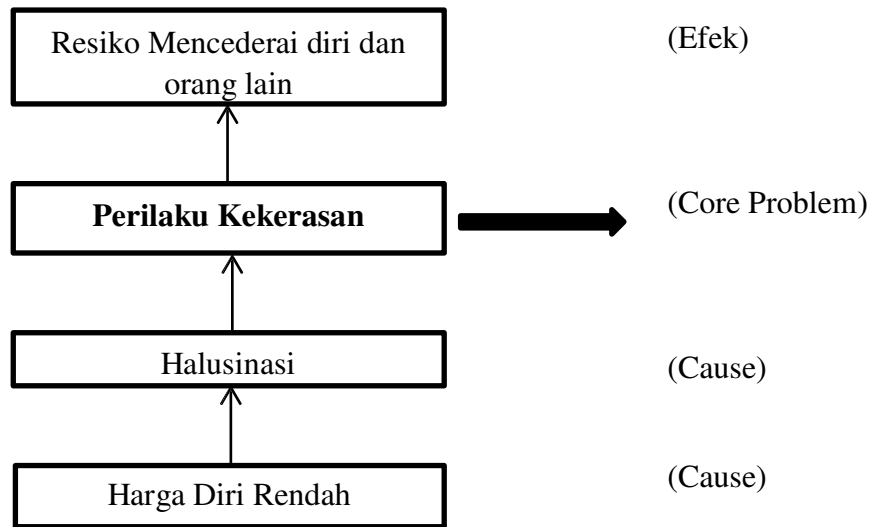 Resiko Mencederai diri dan
orang lain
(Efek)
Perilaku Kekerasan
(Core Problem)
Halusinasi
(Cause)
Harga Diri Rendah
(Cause)